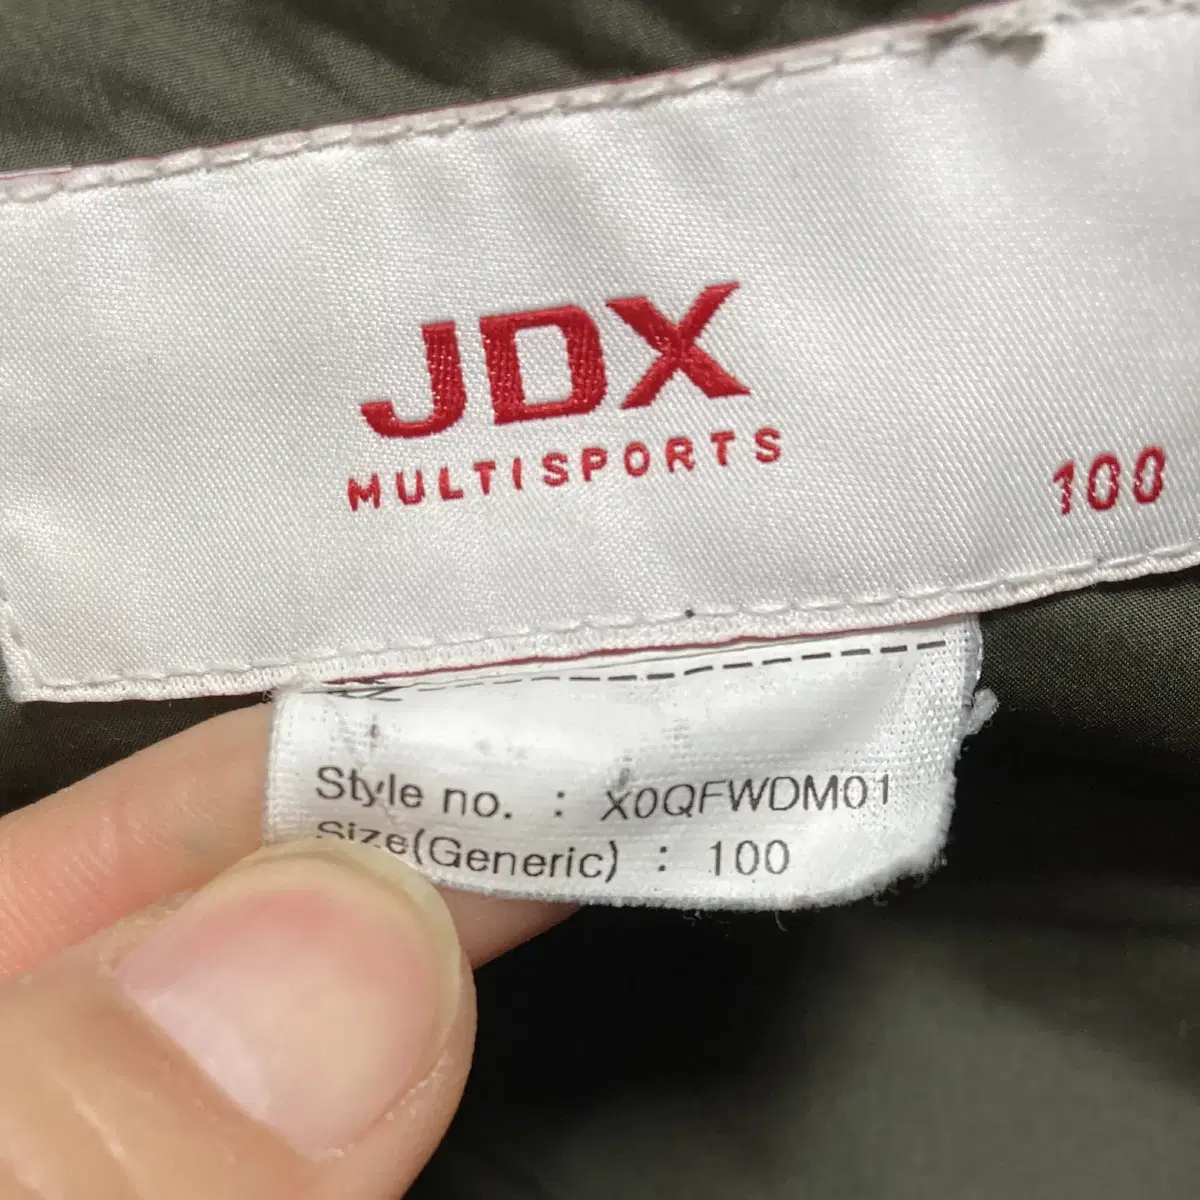 JDX
MULTISPORTS
100
Style no. : X0QFWDM01
Size(Generic) : 100